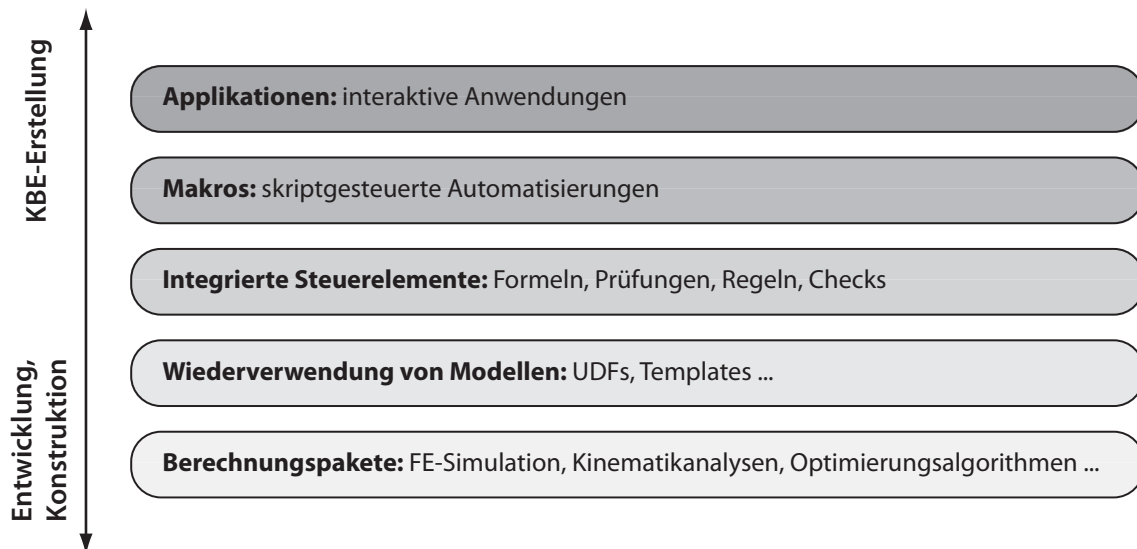 KBE-Erstellung
Applikationen: interaktive Anwendungen
Makros: skriptgesteuerte Automatisierungen
Integrierte Steuerelemente: Formeln, Prüfungen, Regeln, Checks
Entwicklung,
Konstruktion
Wiederverwendung von Modellen: UDFs, Templates ...
Berechnungspakete: FE-Simulation, Kinematikanalysen, Optimierungsalgorithmen ...